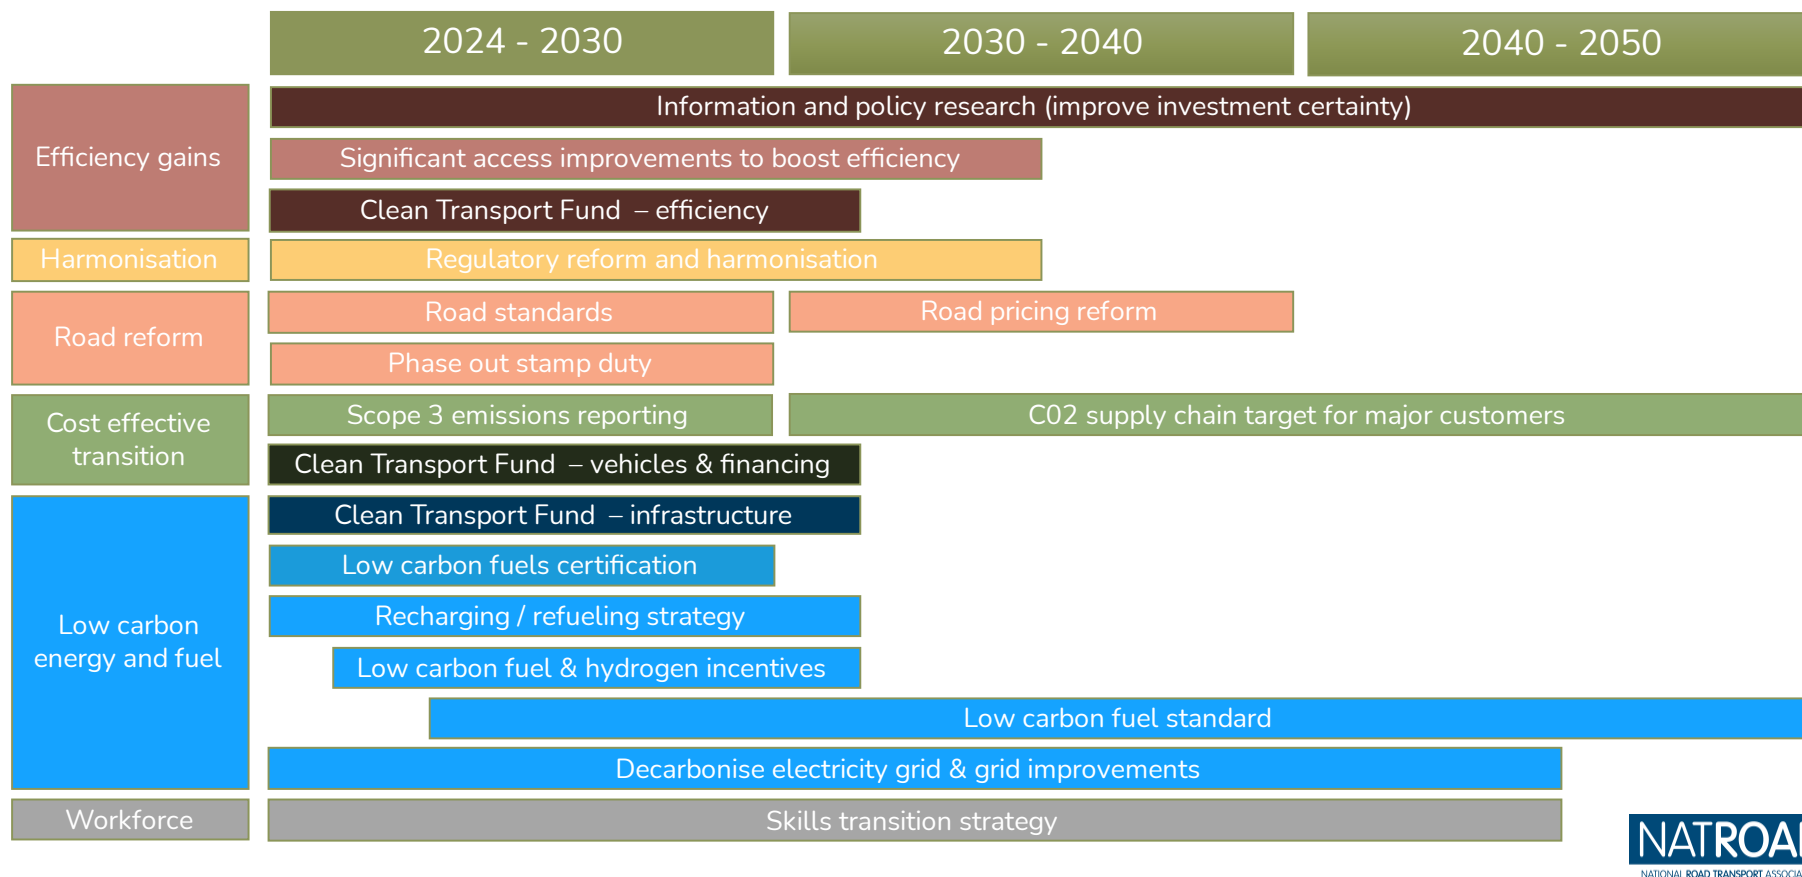 2024 - 2030
2030 - 2040
2040 - 2050
Efficiency gains
Information and policy research (improve investment certainty)
Significant access improvements to boost efficiency
Clean Transport Fund – efficiency
Harmonisation
Regulatory reform and harmonisation
Road reform
Road standards
Road pricing reform
Phase out stamp duty
Cost effective
transition
Scope 3 emissions reporting
C02 supply chain target for major customers
Clean Transport Fund – vehicles & financing
Low carbon
energy and fuel
Clean Transport Fund – infrastructure
Low carbon fuels certification
Recharging / refueling strategy
Low carbon fuel & hydrogen incentives
Low carbon fuel standard
Decarbonise electricity grid & grid improvements
Workforce
Skills transition strategy
NATIONAL ROAD TRANSPORT